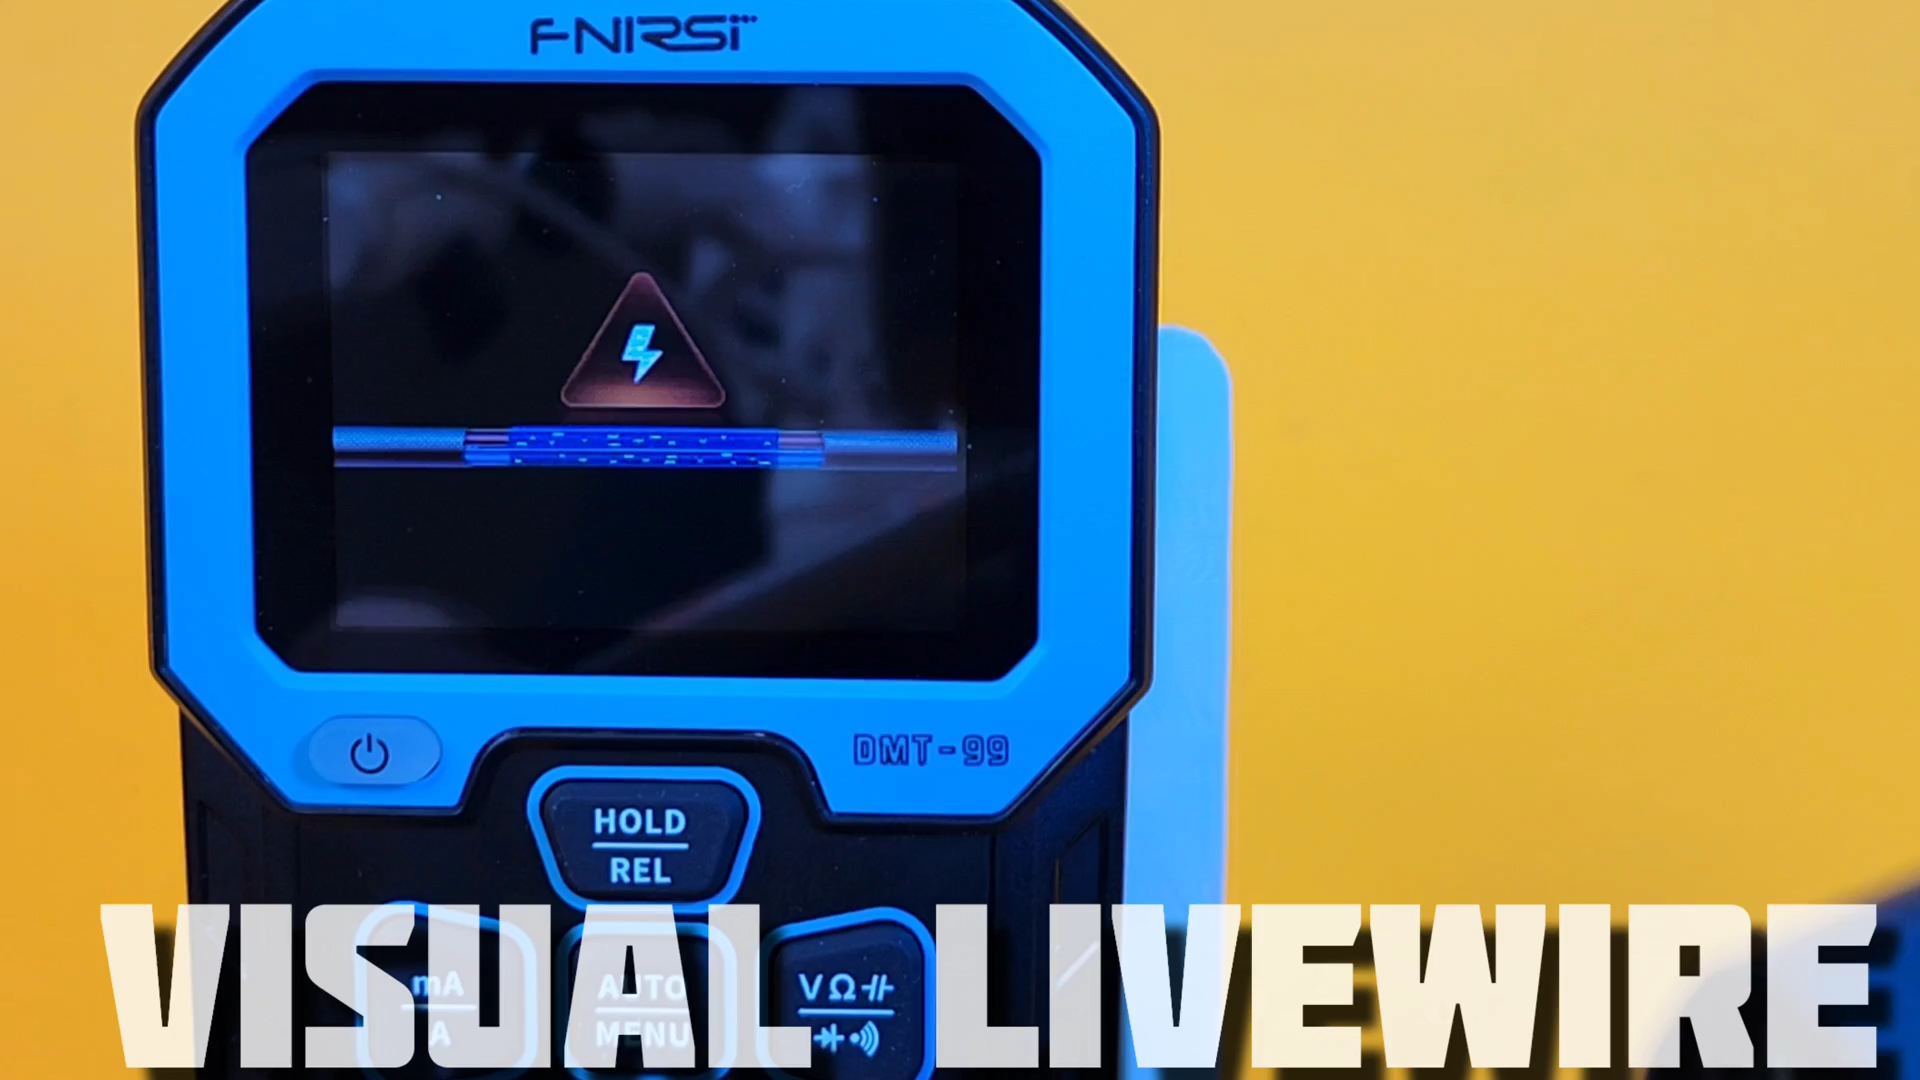 FNIRSI
DMT-99
HOLD
REL
mA
A
AUTO
MENU
VΩ
VISUAL LIVEWIRE